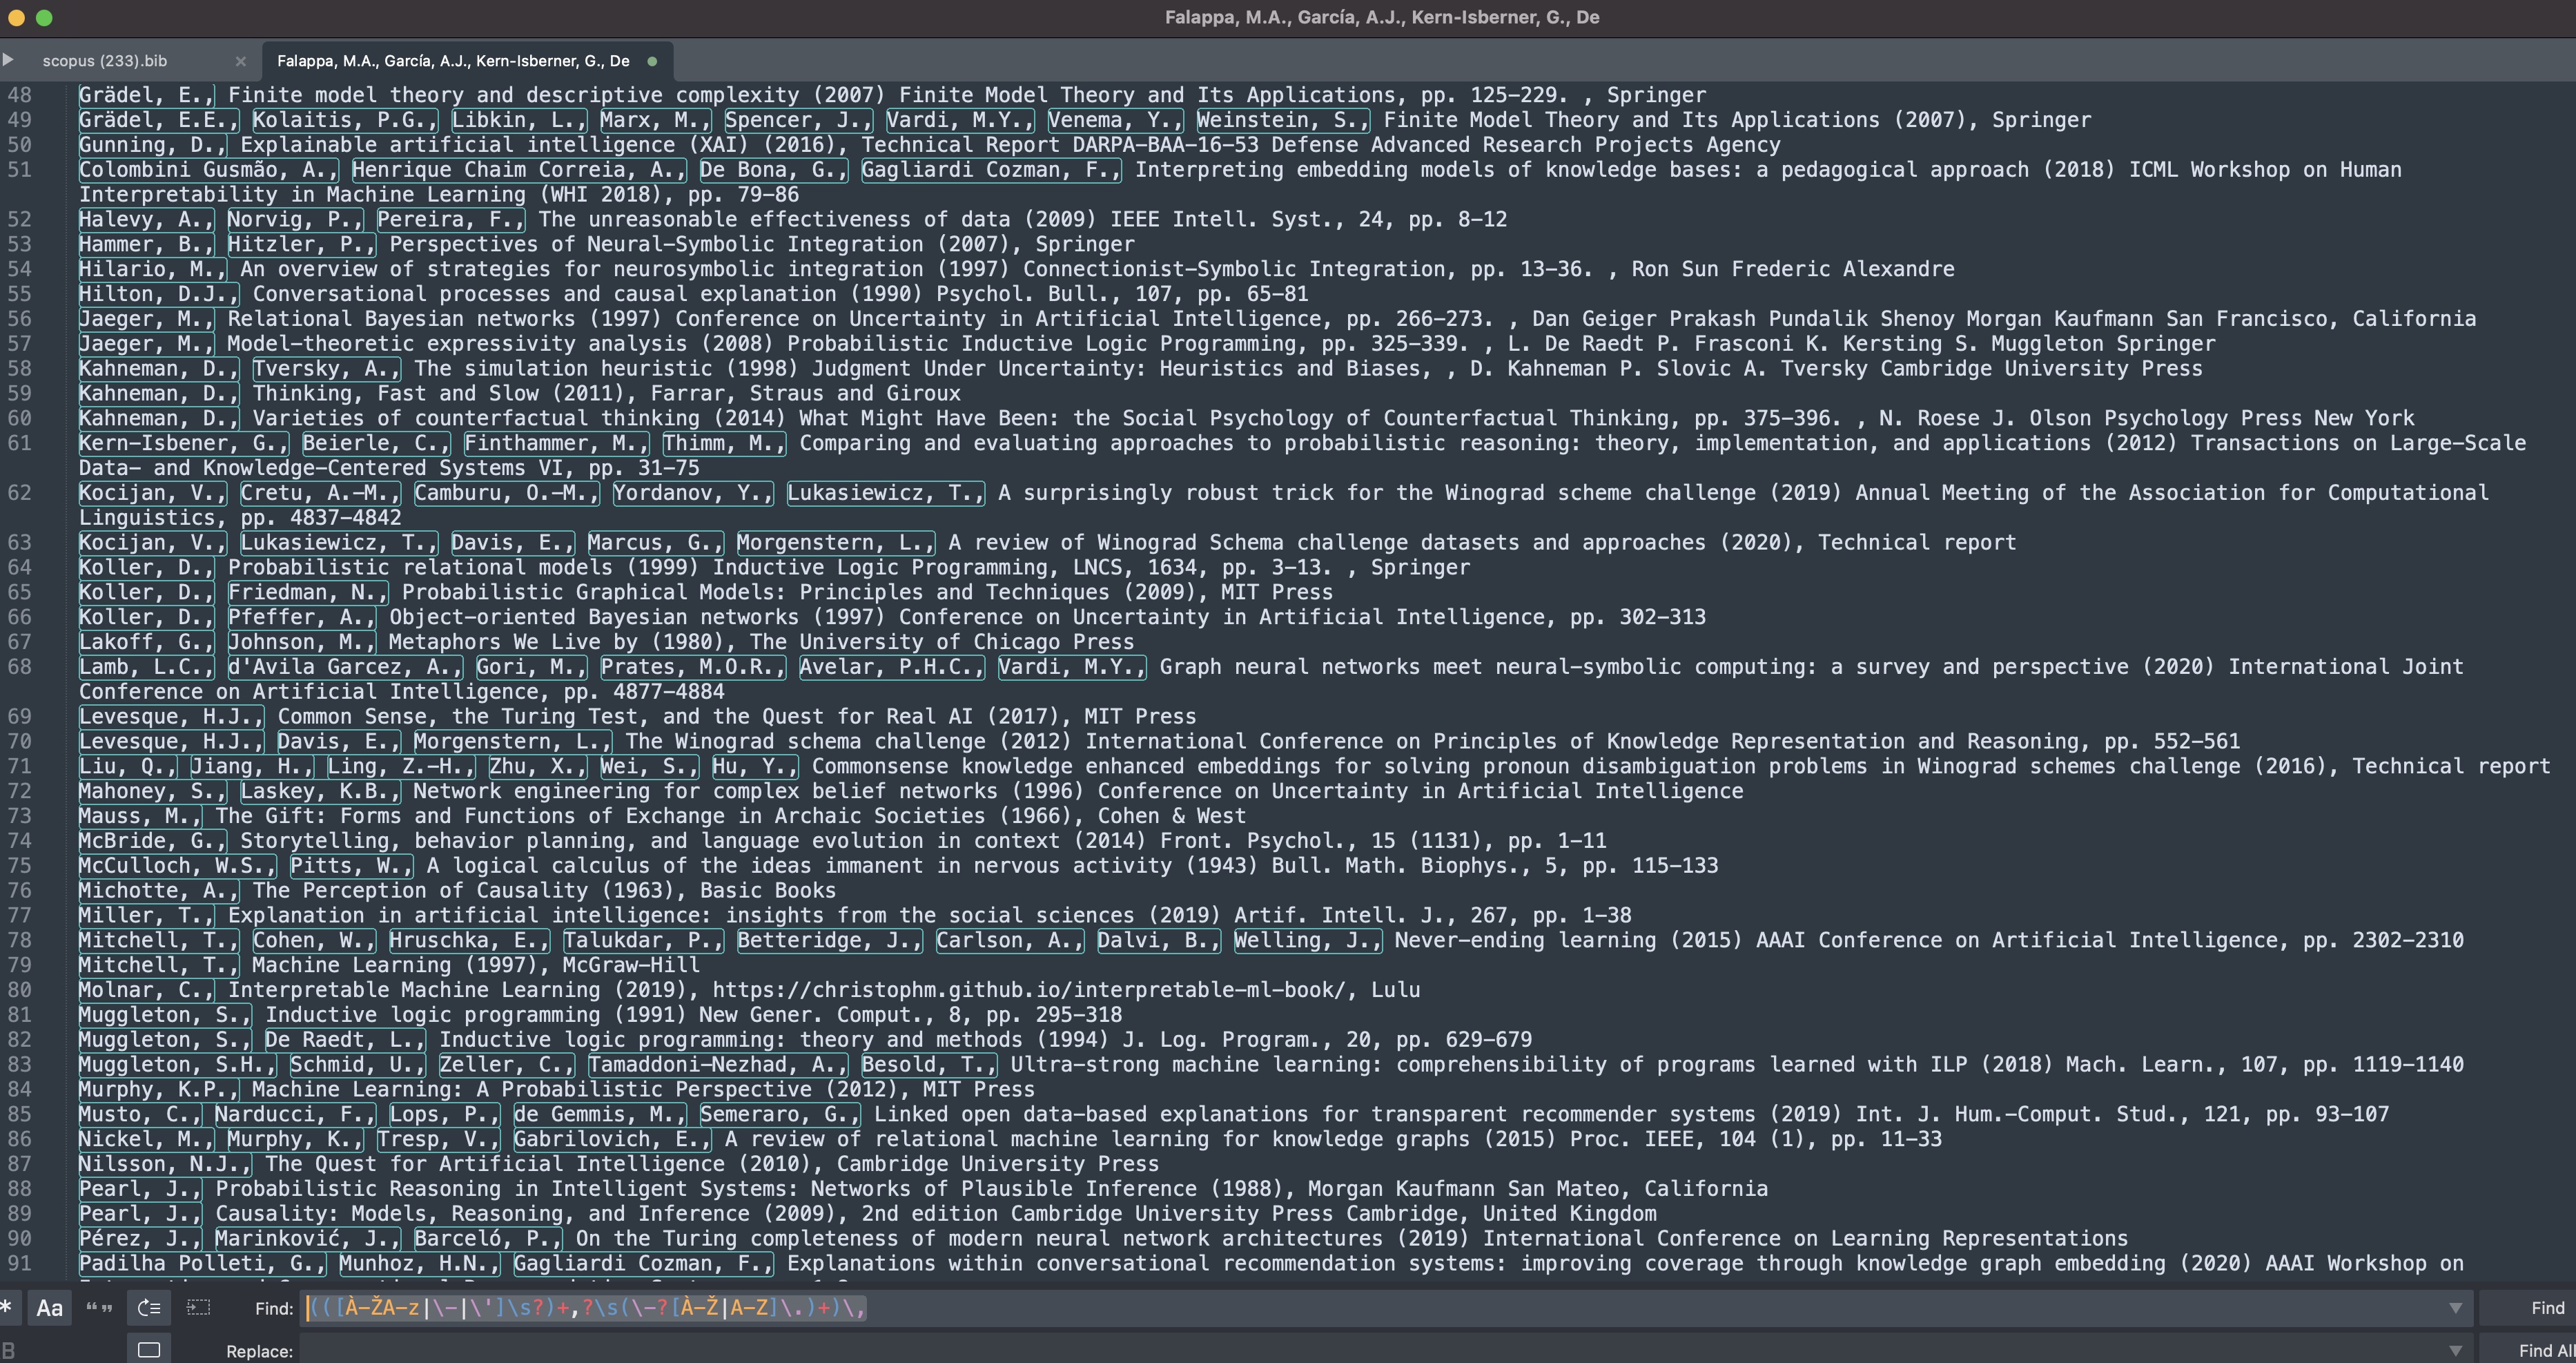 Falappa, M.A., García, A.J., Kern-Isberner, G., De
scopus (233).bib × Falappa, M.A., García, A.J., Kern-Isberner, G., De
48 Grädel, E., Finite model theory and descriptive complexity (2007) Finite Model Theory and Its Applications, pp. 125-229. , Springer
49 Grädel, E.E., Kolaitis, P.G., Libkin, L., Marx, M., Spencer, J., Vardi, M.Y., Venema, Y., Weinstein, S., Finite Model Theory and Its Applications (2007), Springer
50 Gunning, D., Explainable artificial intelligence (XAI) (2016), Technical Report DARPA-BAA-16-53 Defense Advanced Research Projects Agency
51 Colombini Gusmão, A., Henrique Chaim Correia, A., De Bona, G., Gagliardi Cozman, F., Interpreting embedding models of knowledge bases: a pedagogical approach (2018) ICML Workshop on Human
Interpretability in Machine Learning (WHI 2018), pp. 79-86
52 Halevy, A., Norvig, P., Pereira, F., The unreasonable effectiveness of data (2009) IEEE Intell. Syst., 24, pp. 8-12
53 Hammer, B., Hitzler, P., Perspectives of Neural-Symbolic Integration (2007), Springer
54 Hilario, M., An overview of strategies for neurosymbolic integration (1997) Connectionist-Symbolic Integration, pp. 13-36. , Ron Sun Frederic Alexandre
55 Hilton, D.J., Conversational processes and causal explanation (1990) Psychol. Bull., 107, pp. 65-81
56 Jaeger, M., Relational Bayesian networks (1997) Conference on Uncertainty in Artificial Intelligence, pp. 266-273. , Dan Geiger Prakash Pundalik Shenoy Morgan Kaufmann San Francisco, California
57 Jaeger, M., Model-theoretic expressivity analysis (2008) Probabilistic Inductive Logic Programming, pp. 325-339. , L. De Raedt P. Frasconi K. Kersting S. Muggleton Springer
58 Kahneman, D., Tversky, A., The simulation heuristic (1998) Judgment Under Uncertainty: Heuristics and Biases, , D. Kahneman P. Slovic A. Tversky Cambridge University Press
59 Kahneman, D., Thinking, Fast and Slow (2011), Farrar, Straus and Giroux
60 Kahneman, D., Varieties of counterfactual thinking (2014) What Might Have Been: the Social Psychology of Counterfactual Thinking, pp. 375-396. , N. Roese J. Olson Psychology Press New York
61 Kern-Isbener, G., Beierle, C., Finthammer, M., Thimm, M., Comparing and evaluating approaches to probabilistic reasoning: theory, implementation, and applications (2012) Transactions on Large-Scale
Data- and Knowledge-Centered Systems VI, pp. 31-75
62 Kocijan, V., Cretu, A.-M., Camburu, O.-M., Yordanov, Y., Lukasiewicz, T., A surprisingly robust trick for the Winograd scheme challenge (2019) Annual Meeting of the Association for Computational
Linguistics, pp. 4837-4842
63 Kocijan, V., Lukasiewicz, T., Davis, E., Marcus, G., Morgenstern, L., A review of Winograd Schema challenge datasets and approaches (2020), Technical report
64 Koller, D., Probabilistic relational models (1999) Inductive Logic Programming, LNCS, 1634, pp. 3-13. , Springer
65 Koller, D., Friedman, N., Probabilistic Graphical Models: Principles and Techniques (2009), MIT Press
66 Koller, D., Pfeffer, A., Object-oriented Bayesian networks (1997) Conference on Uncertainty in Artificial Intelligence, pp. 302-313
67 Lakoff, G., Johnson, M., Metaphors We Live by (1980), The University of Chicago Press
68 Lamb, L.C., d'Avila Garcez, A., Gori, M., Prates, M.O.R., Avelar, P.H.C., Vardi, M.Y., Graph neural networks meet neural-symbolic computing: a survey and perspective (2020) International Joint
Conference on Artificial Intelligence, pp. 4877-4884
69 Levesque, H.J., Common Sense, the Turing Test, and the Quest for Real AI (2017), MIT Press
70 Levesque, H.J., Davis, E., Morgenstern, L., The Winograd schema challenge (2012) International Conference on Principles of Knowledge Representation and Reasoning, pp. 552-561
71 Liu, Q., Jiang, H., Ling, Z.-H., Zhu, X., Wei, S., Hu, Y., Commonsense knowledge enhanced embeddings for solving pronoun disambiguation problems in Winograd schemes challenge (2016), Technical report
72 Mahoney, S., Laskey, K.B., Network engineering for complex belief networks (1996) Conference on Uncertainty in Artificial Intelligence
73 Mauss, M., The Gift: Forms and Functions of Exchange in Archaic Societies (1966), Cohen & West
74 McBride, G., Storytelling, behavior planning, and language evolution in context (2014) Front. Psychol., 15 (1131), pp. 1-11
75 McCulloch, W.S., Pitts, W., A logical calculus of the ideas immanent in nervous activity (1943) Bull. Math. Biophys., 5, pp. 115-133
76 Michotte, A., The Perception of Causality (1963), Basic Books
77 Miller, T., Explanation in artificial intelligence: insights from the social sciences (2019) Artif. Intell. J., 267, pp. 1-38
78 Mitchell, T., Cohen, W., Hruschka, E., Talukdar, P., Betteridge, J., Carlson, A., Dalvi, B., Welling, J., Never-ending learning (2015) AAAI Conference on Artificial Intelligence, pp. 2302-2310
79 Mitchell, T., Machine Learning (1997), McGraw-Hill
80 Molnar, C., Interpretable Machine Learning (2019), https://christophm.github.io/interpretable-ml-book/, Lulu
81 Muggleton, S., Inductive logic programming (1991) New Gener. Comput., 8, pp. 295-318
82 Muggleton, S., De Raedt, L., Inductive logic programming: theory and methods (1994) J. Log. Program., 20, pp. 629-679
83 Muggleton, S.H., Schmid, U., Zeller, C., Tamaddoni-Nezhad, A., Besold, T., Ultra-strong machine learning: comprehensibility of programs learned with ILP (2018) Mach. Learn., 107, pp. 1119-1140
84 Murphy, K.P., Machine Learning: A Probabilistic Perspective (2012), MIT Press
85 Musto, C., Narducci, F., Lops, P., de Gemmis, M., Semeraro, G., Linked open data-based explanations for transparent recommender systems (2019) Int. J. Hum.-Comput. Stud., 121, pp. 93-107
86 Nickel, M., Murphy, K., Tresp, V., Gabrilovich, E., A review of relational machine learning for knowledge graphs (2015) Proc. IEEE, 104 (1), pp. 11-33
87 Nilsson, N.J., The Quest for Artificial Intelligence (2010), Cambridge University Press
88 Pearl, J., Probabilistic Reasoning in Intelligent Systems: Networks of Plausible Inference (1988), Morgan Kaufmann San Mateo, California
89 Pearl, J., Causality: Models, Reasoning, and Inference (2009), 2nd edition Cambridge University Press Cambridge, United Kingdom
90 Pérez, J., Marinković, J., Barceló, P., On the Turing completeness of modern neural network architectures (2019) International Conference on Learning Representations
91 Padilha Polleti, G., Munhoz, H.N., Gagliardi Cozman, F., Explanations within conversational recommendation systems: improving coverage through knowledge graph embedding (2020) AAAI Workshop on
.* Aa “ ” Find: (([À-ŽA-z|\-|\']\s?)+,?\s(\-?[À-Ž|A-Z]\.)+)\, Find
B Replace: Find All